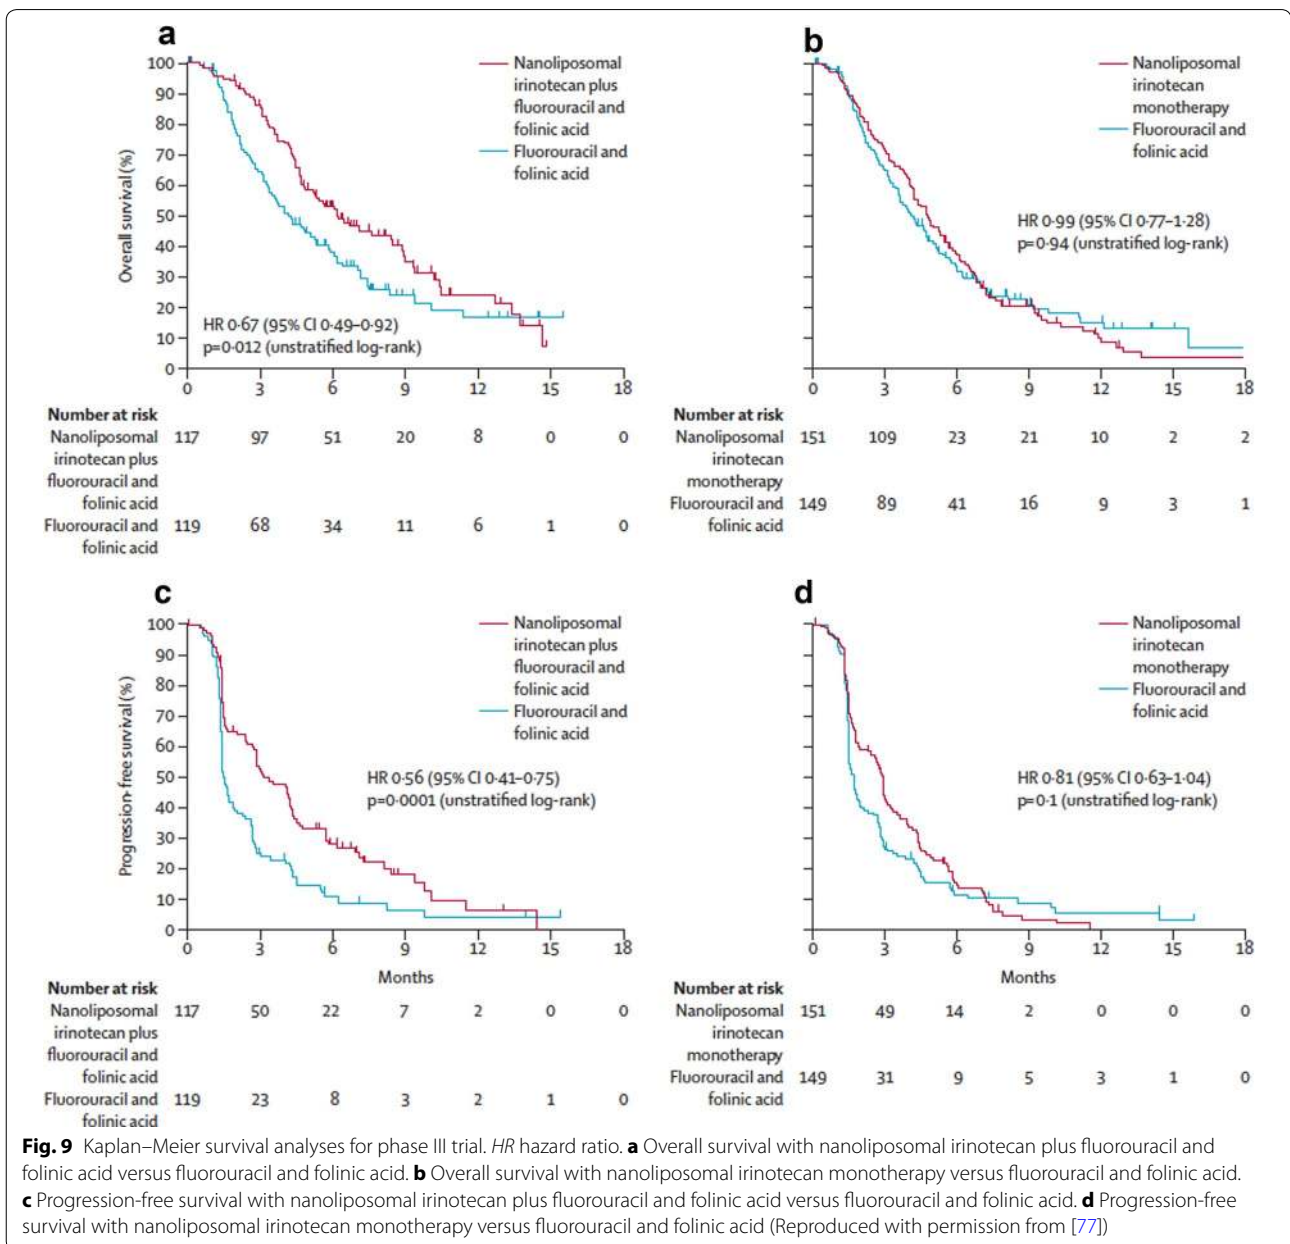 a
Overall survival (%)
100
90
80
70
60
50
40
30
20
10
0
Nanoliposomal
irinotecan plus
fluorouracil and
folinic acid
Fluorouracil and
folinic acid
HR 0·67 (95% CI 0·49–0·92)
p=0·012 (unstratified log-rank)
0 3 6 9 12 15 18
Number at risk
Nanoliposomal 117 97 51 20 8 0 0
irinotecan plus
fluorouracil and
folinic acid
Fluorouracil and 119 68 34 11 6 1 0
folinic acid
b
Nanoliposomal
irinotecan
monotherapy
Fluorouracil and
folinic acid
HR 0·99 (95% CI 0·77–1·28)
p=0·94 (unstratified log-rank)
0 3 6 9 12 15 18
Number at risk
Nanoliposomal 151 109 23 21 10 2 2
irinotecan
monotherapy
Fluorouracil and 149 89 41 16 9 3 1
folinic acid
c
Progression-free survival (%)
100
90
80
70
60
50
40
30
20
10
0
Nanoliposomal
irinotecan plus
fluorouracil and
folinic acid
Fluorouracil and
folinic acid
HR 0·56 (95% CI 0·41–0·75)
p=0·0001 (unstratified log-rank)
0 3 6 9 12 15 18
Months
Number at risk
Nanoliposomal 117 50 22 7 2 0 0
irinotecan plus
fluorouracil and
folinic acid
Fluorouracil and 119 23 8 3 2 1 0
folinic acid
d
Nanoliposomal
irinotecan
monotherapy
Fluorouracil and
folinic acid
HR 0·81 (95% CI 0·63–1·04)
p=0·1 (unstratified log-rank)
0 3 6 9 12 15 18
Months
Number at risk
Nanoliposomal 151 49 14 2 0 0 0
irinotecan
monotherapy
Fluorouracil and 149 31 9 5 3 1 0
folinic acid
Fig. 9 Kaplan–Meier survival analyses for phase III trial. HR hazard ratio. a Overall survival with nanoliposomal irinotecan plus fluorouracil and
folinic acid versus fluorouracil and folinic acid. b Overall survival with nanoliposomal irinotecan monotherapy versus fluorouracil and folinic acid.
c Progression-free survival with nanoliposomal irinotecan plus fluorouracil and folinic acid versus fluorouracil and folinic acid. d Progression-free
survival with nanoliposomal irinotecan monotherapy versus fluorouracil and folinic acid (Reproduced with permission from [77])